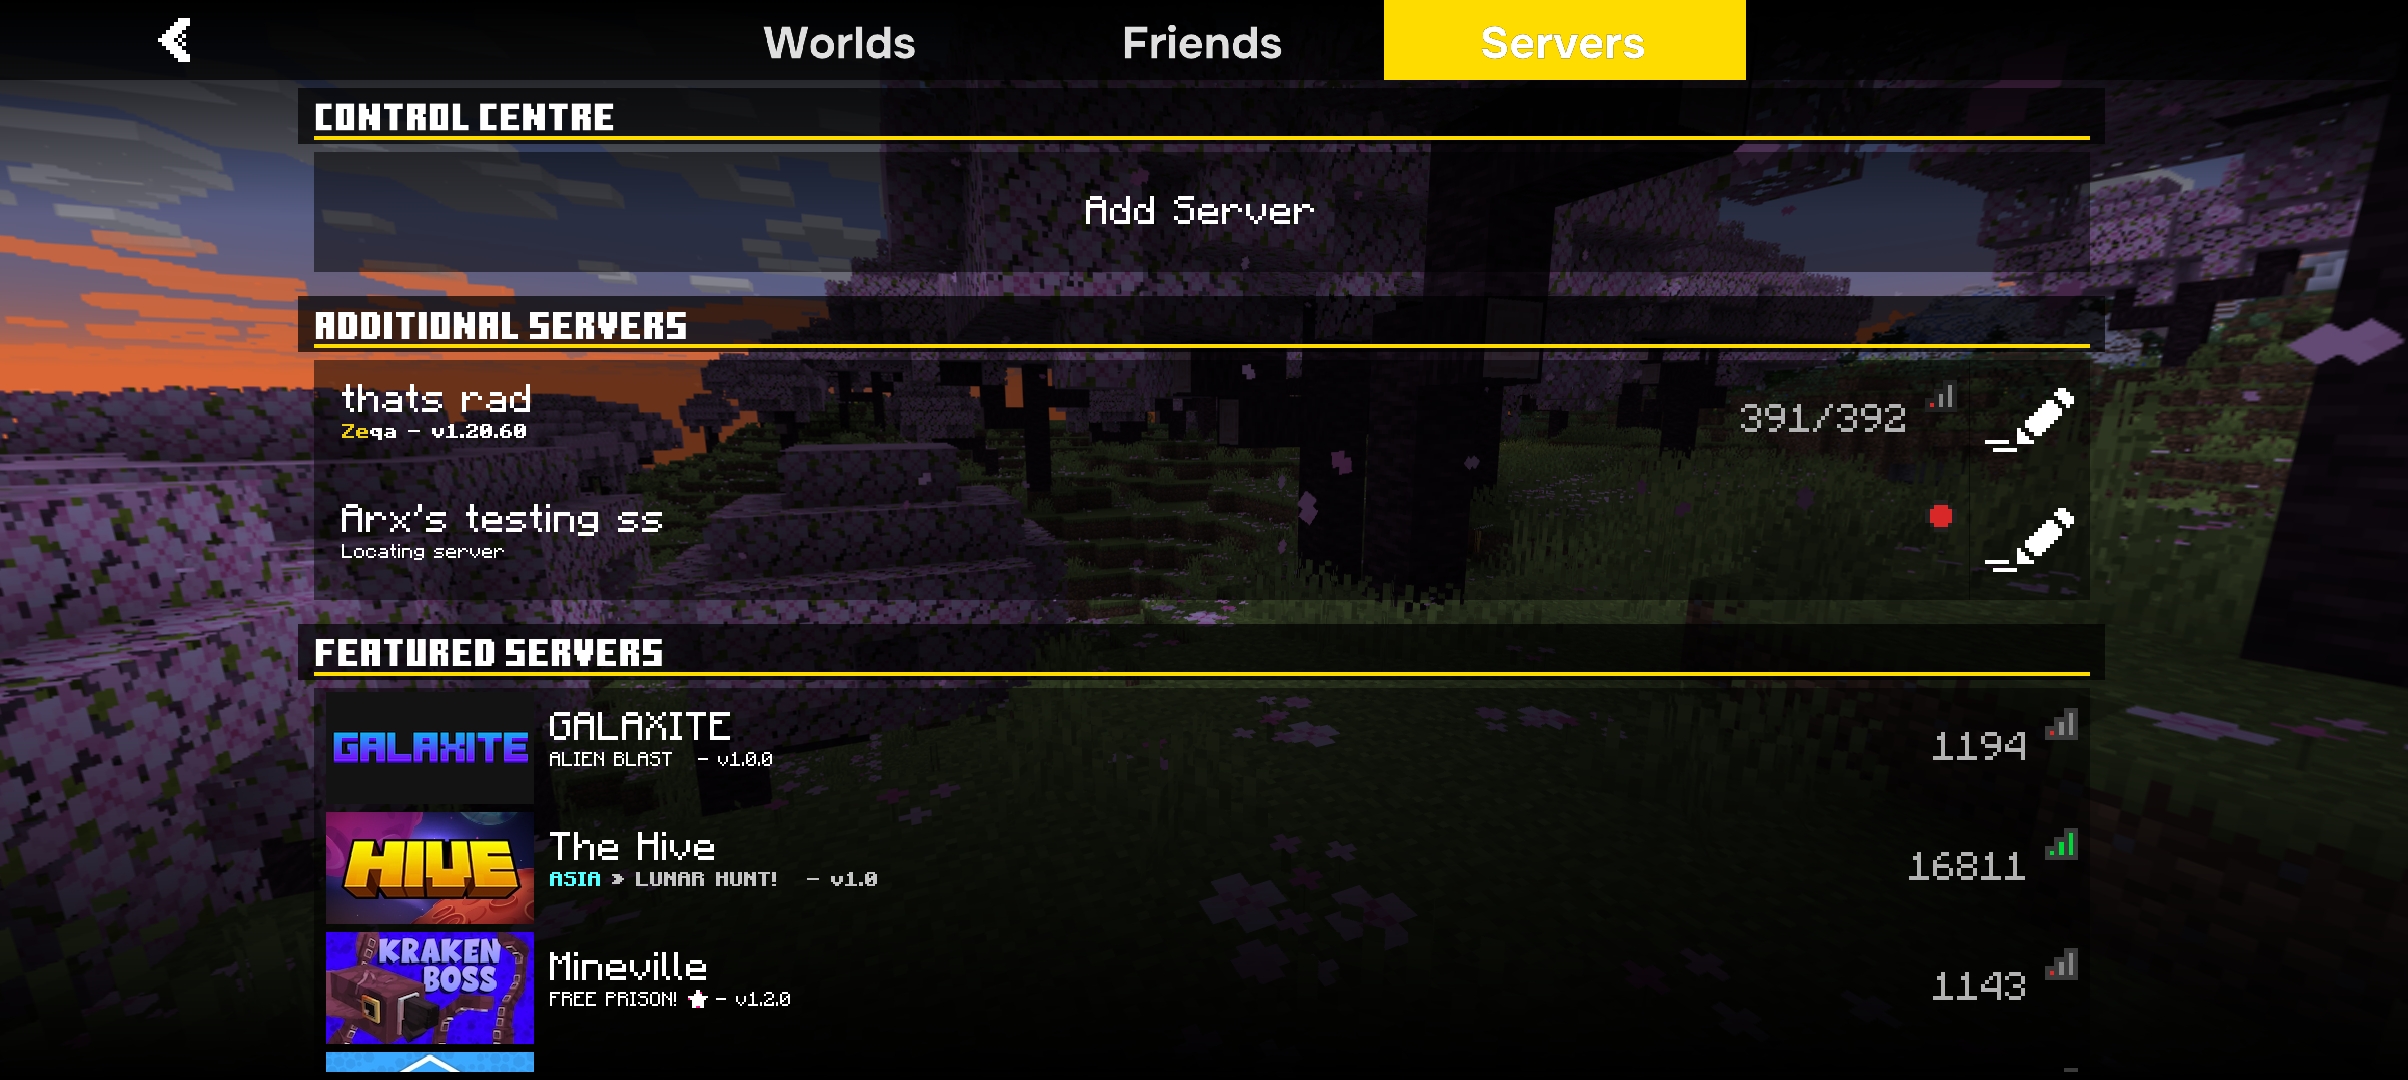 Worlds
Friends
Servers
CONTROL CENTRE
Add Server
ADDITIONAL SERVERS
thats rad
Zeqa - v1.20.60
391/392
Arx's testing ss
Locating server
FEATURED SERVERS
GALAXITE
GALAXITE
ALIEN BLAST - v1.0.0
1194
HIVE
The Hive
ASIA » LUNAR HUNT! - v1.0
16811
KRAKEN
BOSS
Mineville
FREE PRISON! ★ - v1.2.0
1143